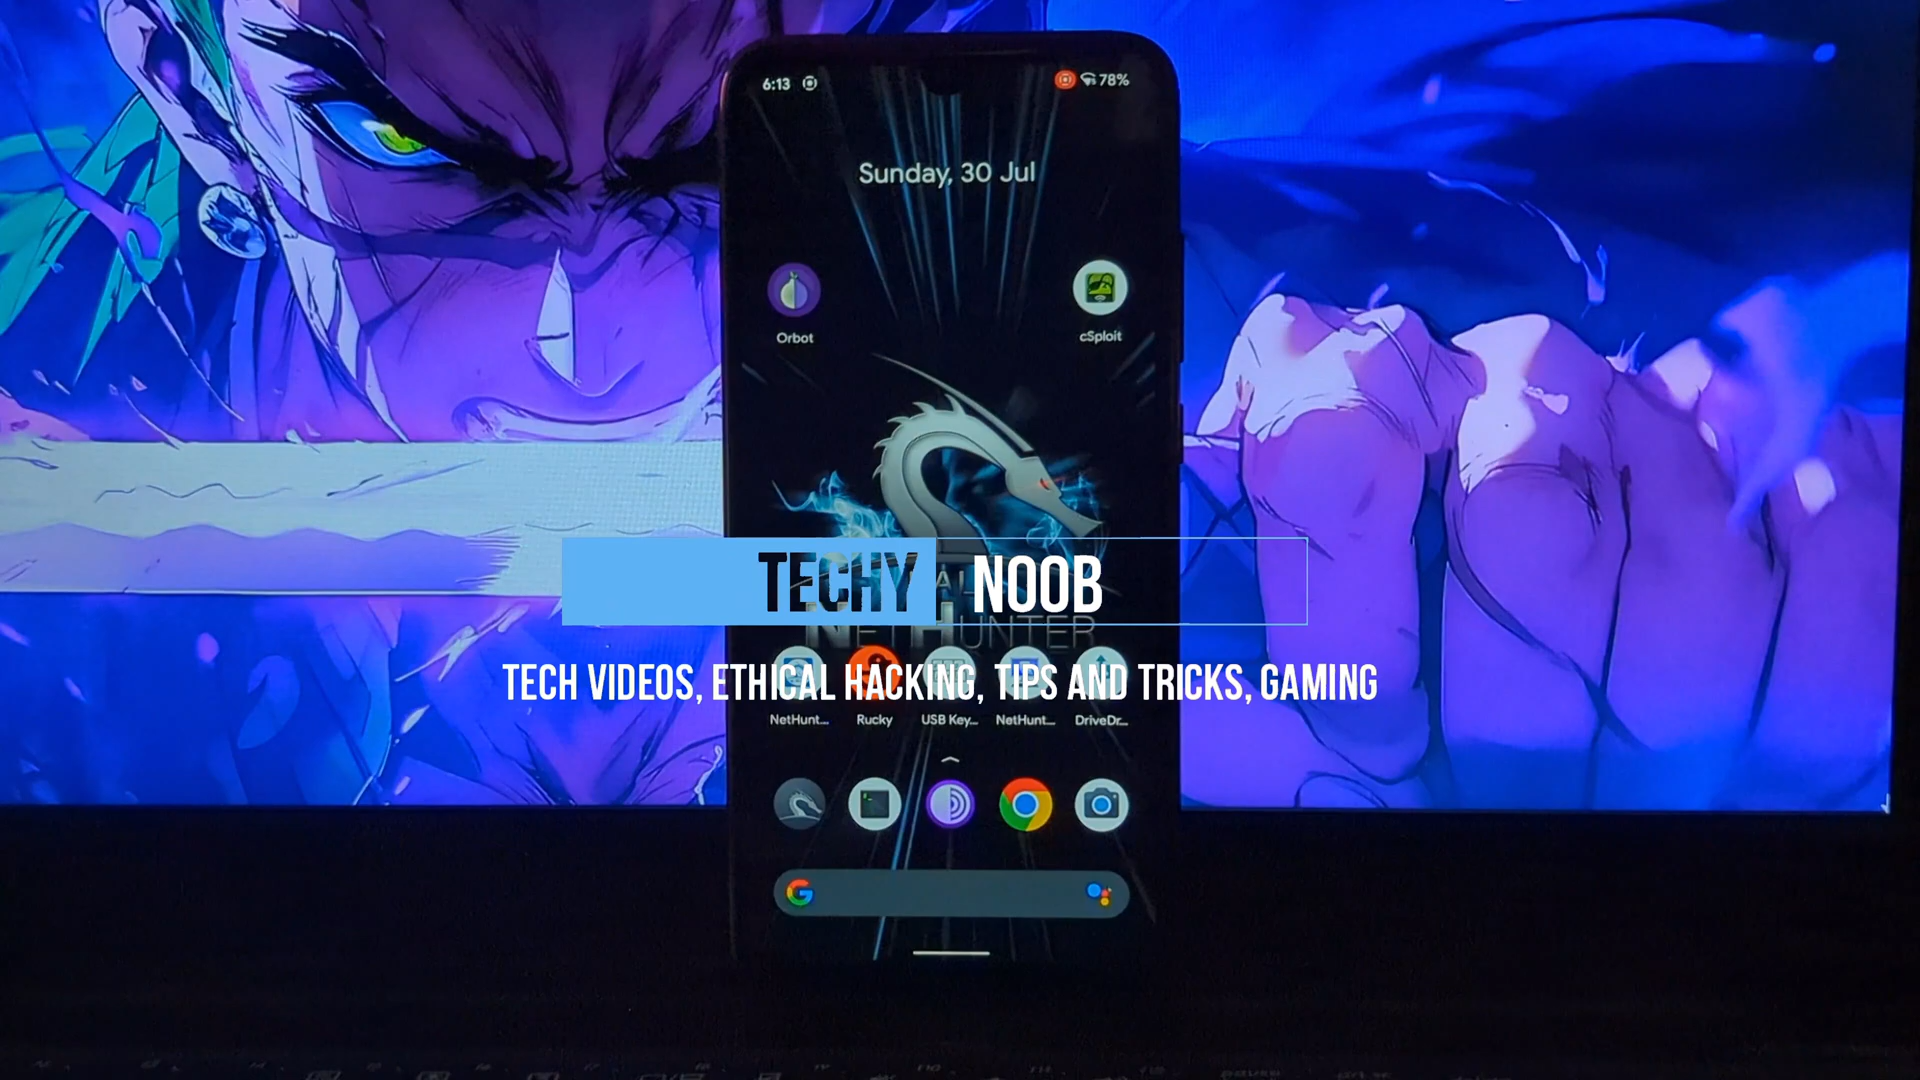 6:13
78%
Sunday, 30 Jul
Orbot
cSploit
TECHY NOOB
NETHUNTER
TECH VIDEOS, ETHICAL HACKING, TIPS AND TRICKS, GAMING
NetHunt...
Rucky
USB Key...
NetHunt...
DriveDr...